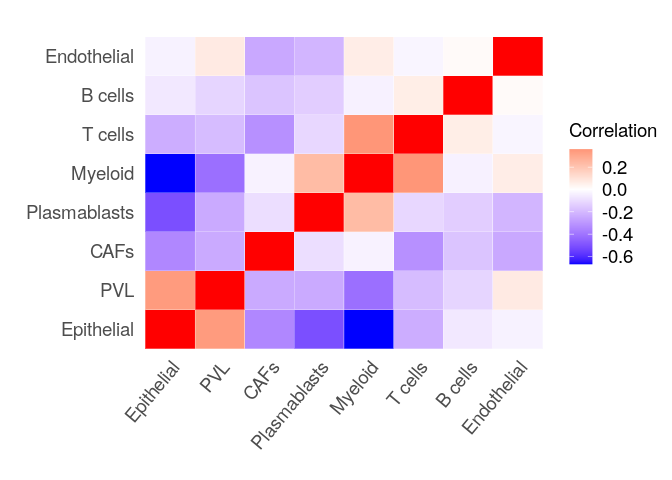 Endothelial
B cells
T cells
Myeloid
Plasmablasts
CAFs
PVL
Epithelial
Epithelial
PVL
CAFs
Plasmablasts
Myeloid
T cells
B cells
Endothelial
Correlation
0.2
0.0
-0.2
-0.4
-0.6